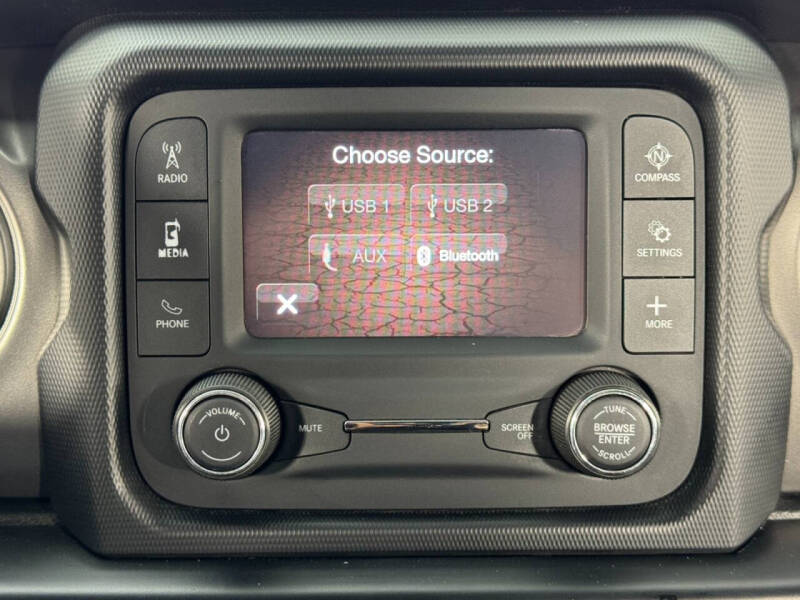 Choose Source:
USB 1
USB 2
AUX
Bluetooth
RADIO
MEDIA
PHONE
N
COMPASS
SETTINGS
MORE
VOLUME
MUTE
SCREEN
OFF
TUNE
BROWSE
ENTER
SCROLL